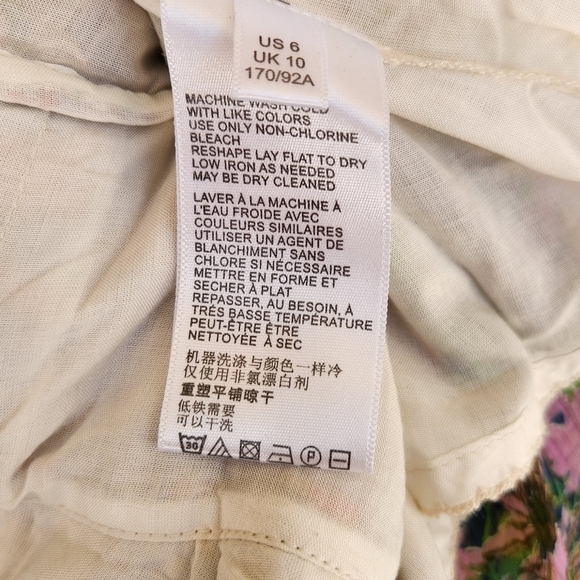 US 6
UK 10
170/92A
MACHINE WASH COLD
WITH LIKE COLORS
USE ONLY NON-CHLORINE
BLEACH
RESHAPE LAY FLAT TO DRY
LOW IRON AS NEEDED
MAY BE DRY CLEANED
LAVER À LA MACHINE À
L'EAU FROIDE AVEC
COULEURS SIMILAIRES
UTILISER UN AGENT DE
BLANCHIMENT SANS
CHLORE SI NÉCESSAIRE
METTRE EN FORME ET
SÉCHER À PLAT
REPASSER, AU BESOIN, À
TRÉS BASSE TEMPÉRATURE
PEUT-ÊTRE ÊTRE
NETTOYÉE À SEC
机器洗涤与颜色一样冷
仅使用非氯漂白剂
重塑平铺晾干
低铁需要
可以干洗
30
P